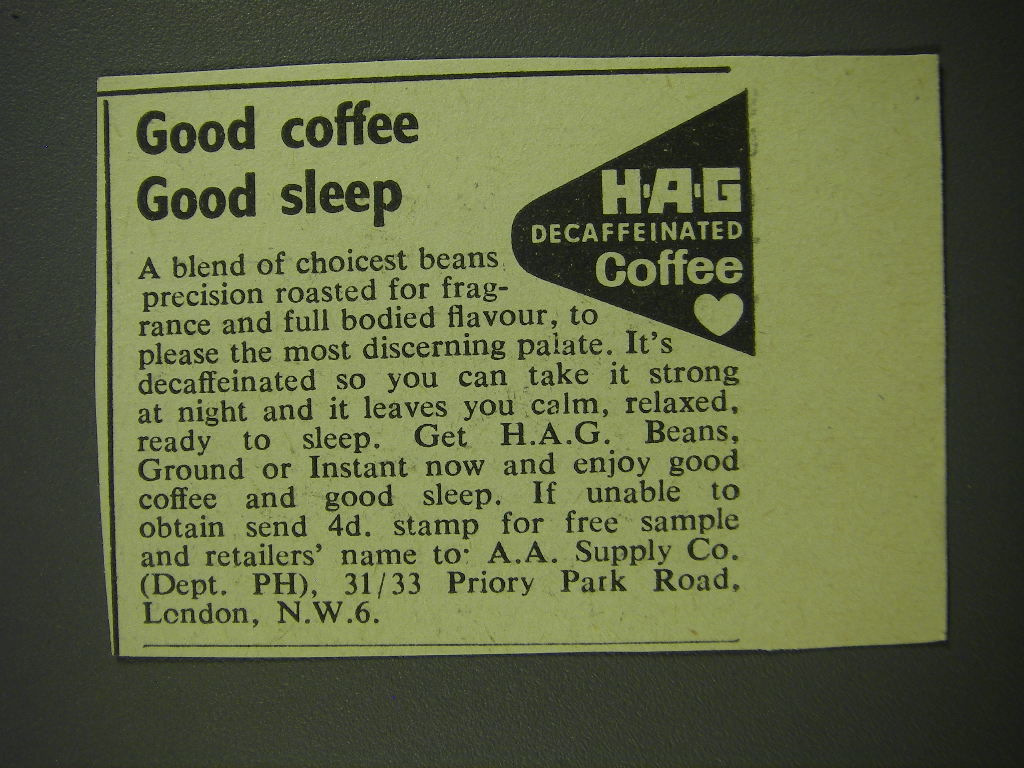 Good coffee
Good sleep
H·A·G
DECAFFEINATED
Coffee
A blend of choicest beans
precision roasted for frag-
rance and full bodied flavour, to
please the most discerning palate. It's
decaffeinated so you can take it strong
at night and it leaves you calm, relaxed,
ready to sleep. Get H.A.G. Beans,
Ground or Instant now and enjoy good
coffee and good sleep. If unable to
obtain send 4d. stamp for free sample
and retailers' name to· A.A. Supply Co.
(Dept. PH), 31/33 Priory Park Road,
London, N.W.6.